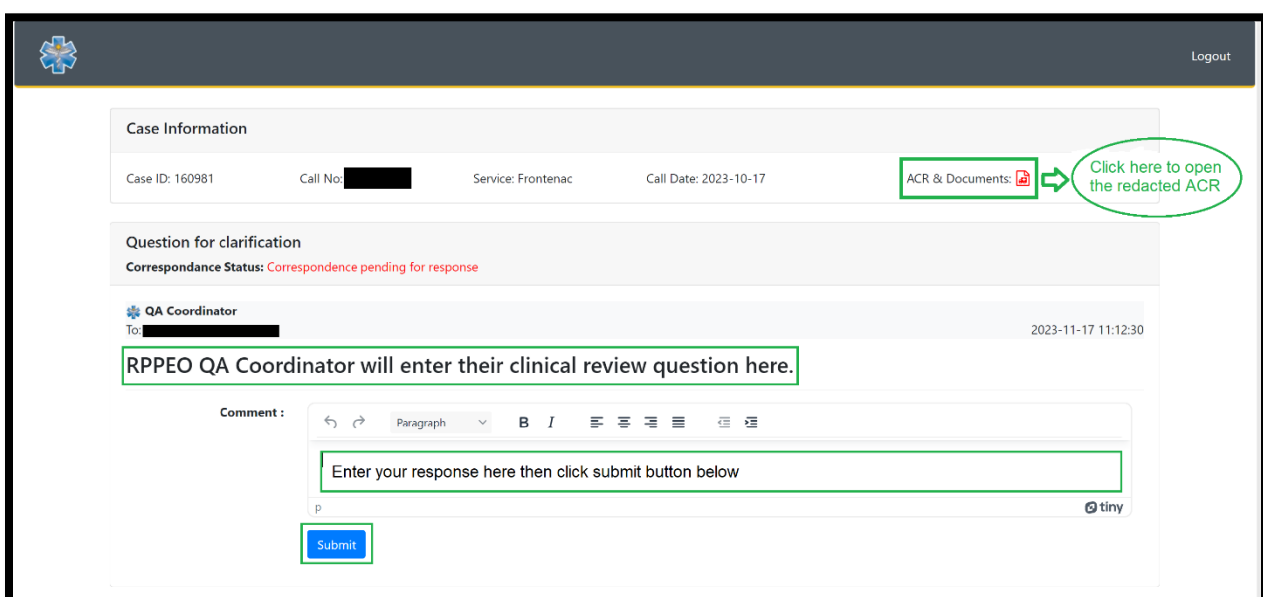 Logout
Case Information
Case ID: 160981 Call No: Service: Frontenac Call Date: 2023-10-17 ACR & Documents:
Click here to open
the redacted ACR
Question for clarification
Correspondance Status: Correspondence pending for response
QA Coordinator
To: 2023-11-17 11:12:30
RPPEO QA Coordinator will enter their clinical review question here.
Comment :
Paragraph B I
Enter your response here then click submit button below
p tiny
Submit